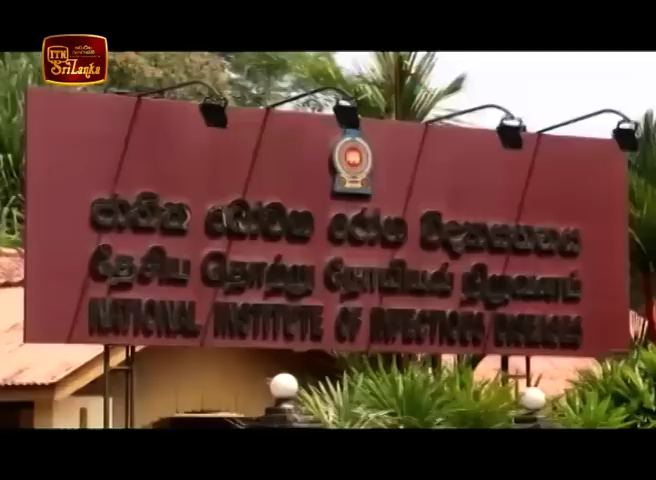 ITN
Sri Lanka
ජාතික බෝවන රෝග විද්‍යායතනය
தேசிய தொற்று நோயியல் நிறுவனம்
NATIONAL INSTITUTE OF INFECTIOUS DISEASES